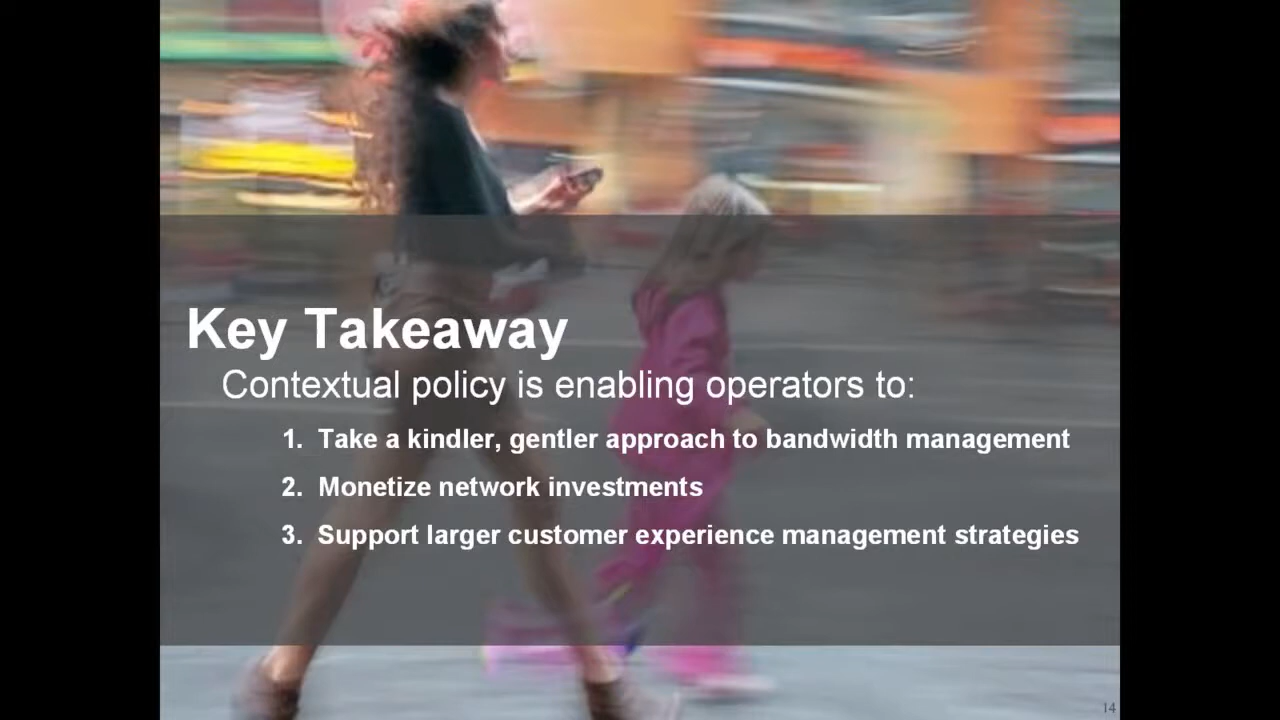 Key Takeaway
Contextual policy is enabling operators to:
1. Take a kindler, gentler approach to bandwidth management
2. Monetize network investments
3. Support larger customer experience management strategies
14